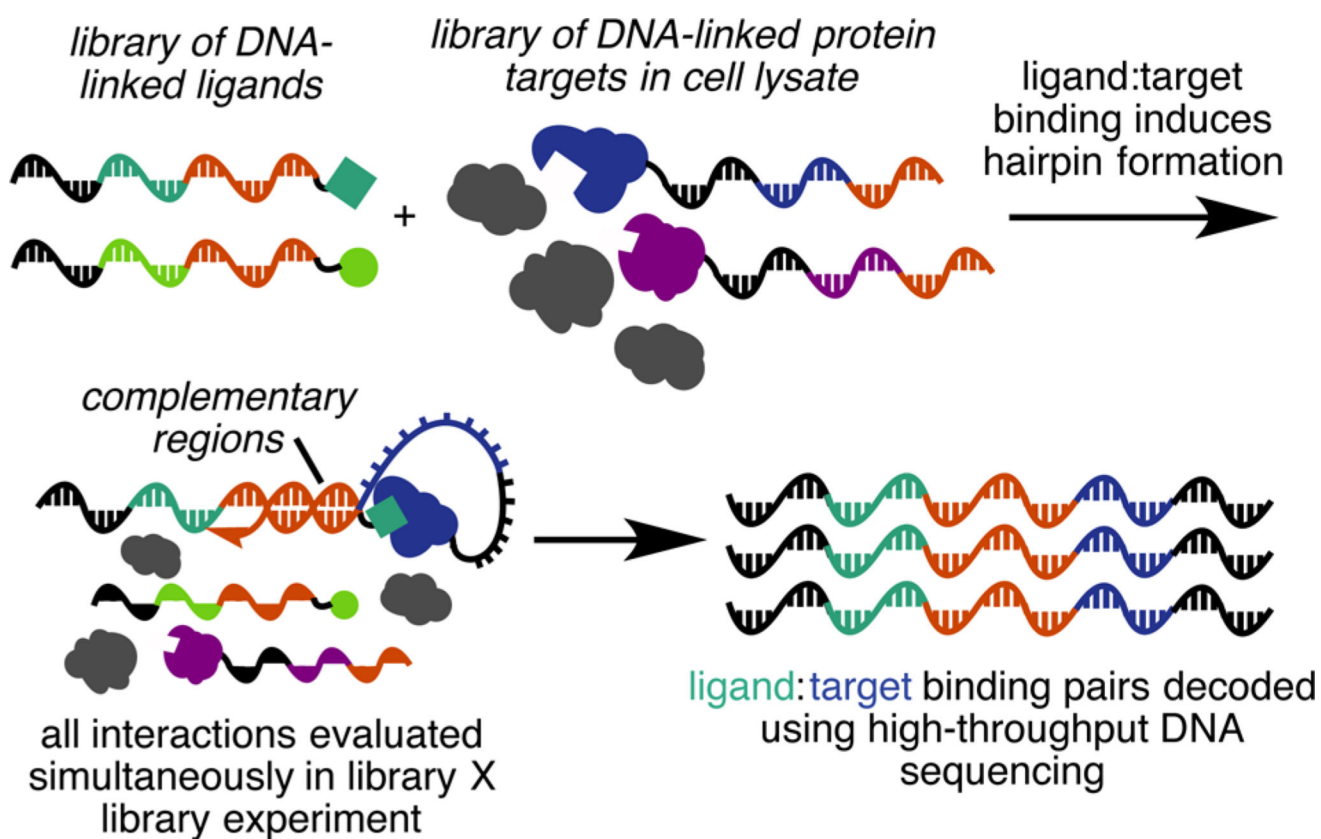 library of DNA-
linked ligands
library of DNA-linked protein
targets in cell lysate
ligand:target
binding induces
hairpin formation
+
complementary
regions
all interactions evaluated
simultaneously in library X
library experiment
ligand:target binding pairs decoded
using high-throughput DNA
sequencing